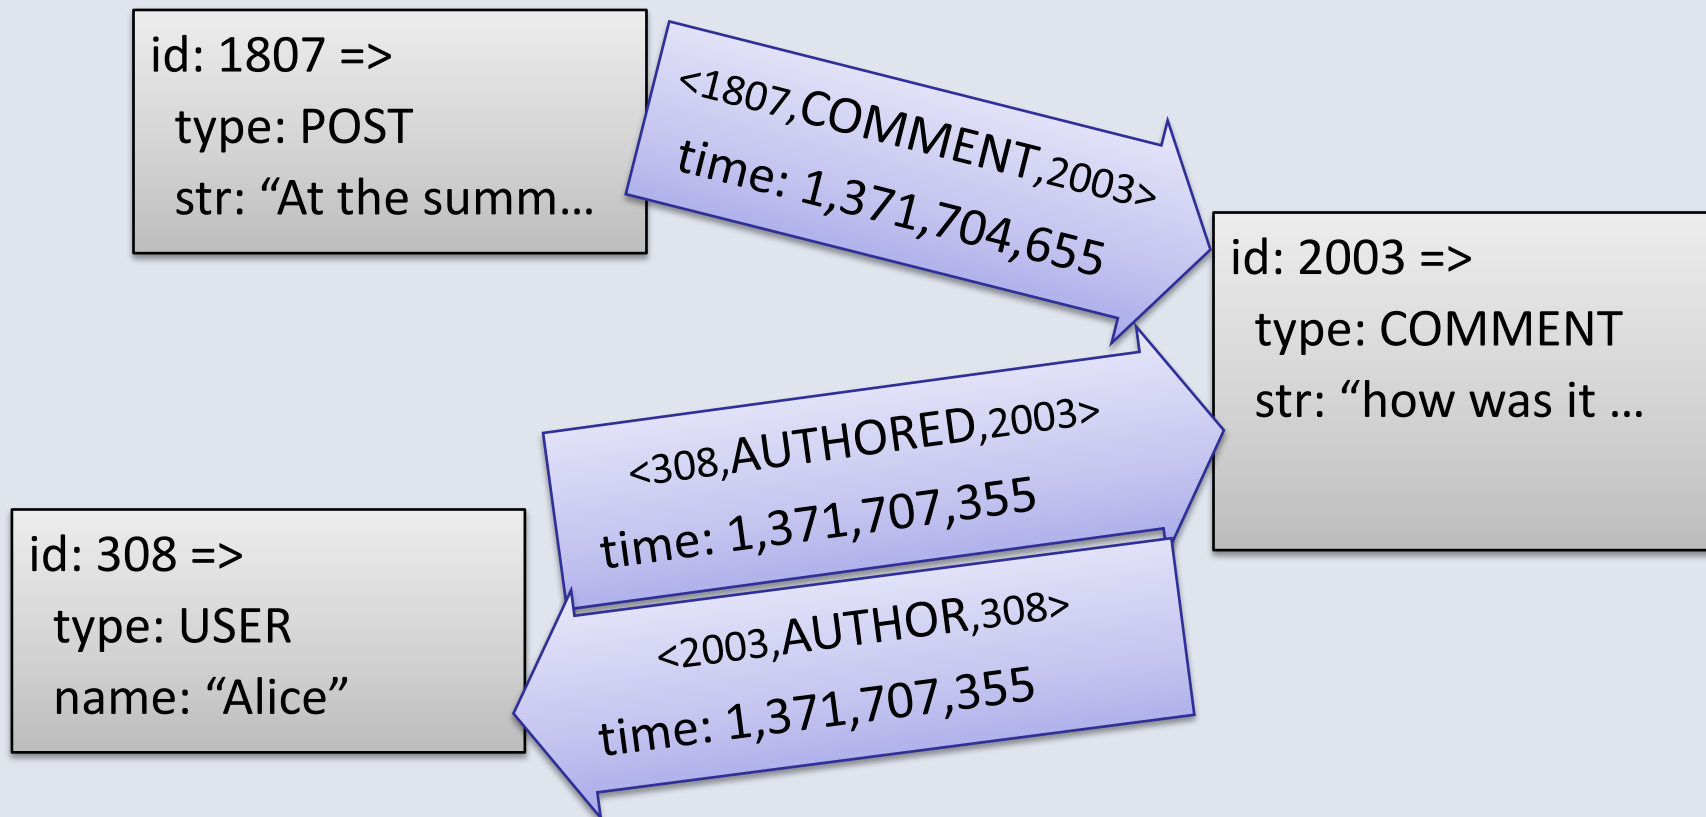 id: 1807 =>
type: POST
str: “At the summ…
<1807,COMMENT,2003>
time: 1,371,704,655
id: 2003 =>
type: COMMENT
str: “how was it …
<308,AUTHORED,2003>
time: 1,371,707,355
id: 308 =>
type: USER
name: “Alice”
<2003,AUTHOR,308>
time: 1,371,707,355